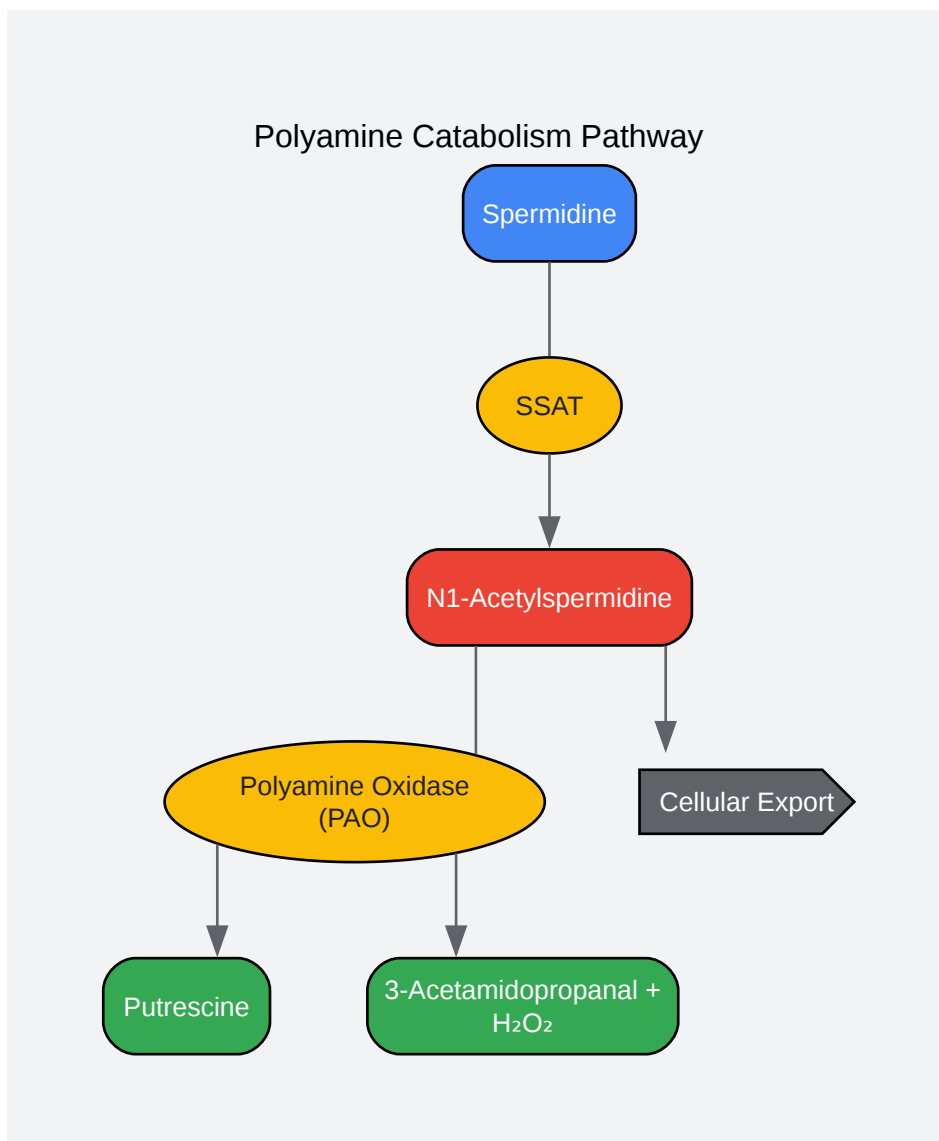 Polyamine Catabolism Pathway
Spermidine
SSAT
N1-Acetylspermidine
Polyamine Oxidase
(PAO)
Cellular Export
Putrescine
3-Acetamidopropanal +
H₂O₂